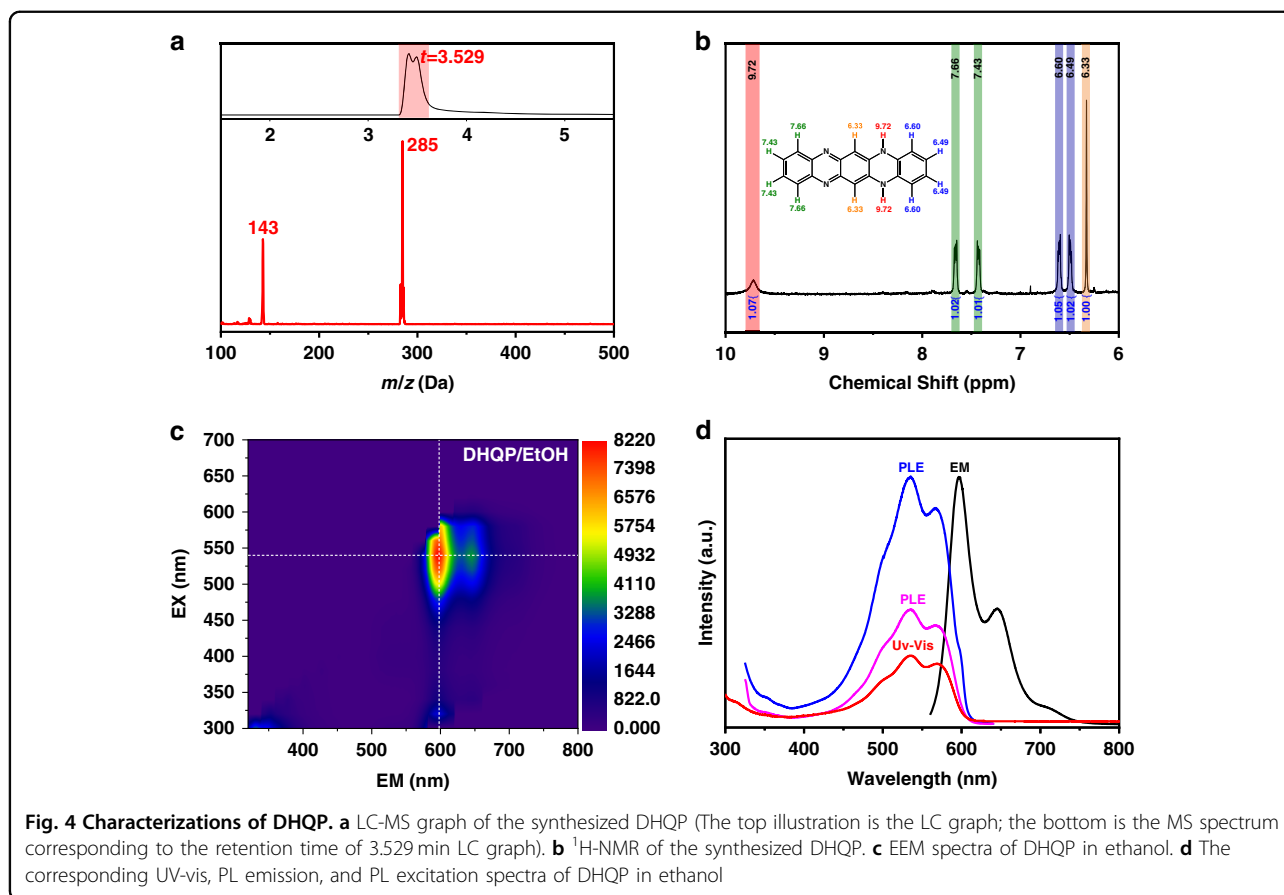 a
t=3.529
2 3 4 5
285
143
100 200 300 400 500
m/z (Da)
b
9.72 7.66 7.43 6.60 6.49 6.33
7.66 6.33 9.72 6.60
H H H H
7.43 H N N H 6.49
H N N H
7.43 6.49
H H H H
7.66 6.33 9.72 6.60
1.07( 1.02( 1.01( 1.05( 1.02( 1.00(
10 9 8 7 6
Chemical Shift (ppm)
c
DHQP/EtOH
700
650
600
550
500
450
400
350
300
EX (nm)
8220
7398
6576
5754
4932
4110
3288
2466
1644
822.0
0.000
400 500 600 700 800
EM (nm)
d
PLE EM
PLE
Uv-Vis
Intensity (a.u.)
300 400 500 600 700 800
Wavelength (nm)
Fig. 4 Characterizations of DHQP. a LC-MS graph of the synthesized DHQP (The top illustration is the LC graph; the bottom is the MS spectrum
corresponding to the retention time of 3.529 min LC graph). b ¹H-NMR of the synthesized DHQP. c EEM spectra of DHQP in ethanol. d The
corresponding UV-vis, PL emission, and PL excitation spectra of DHQP in ethanol